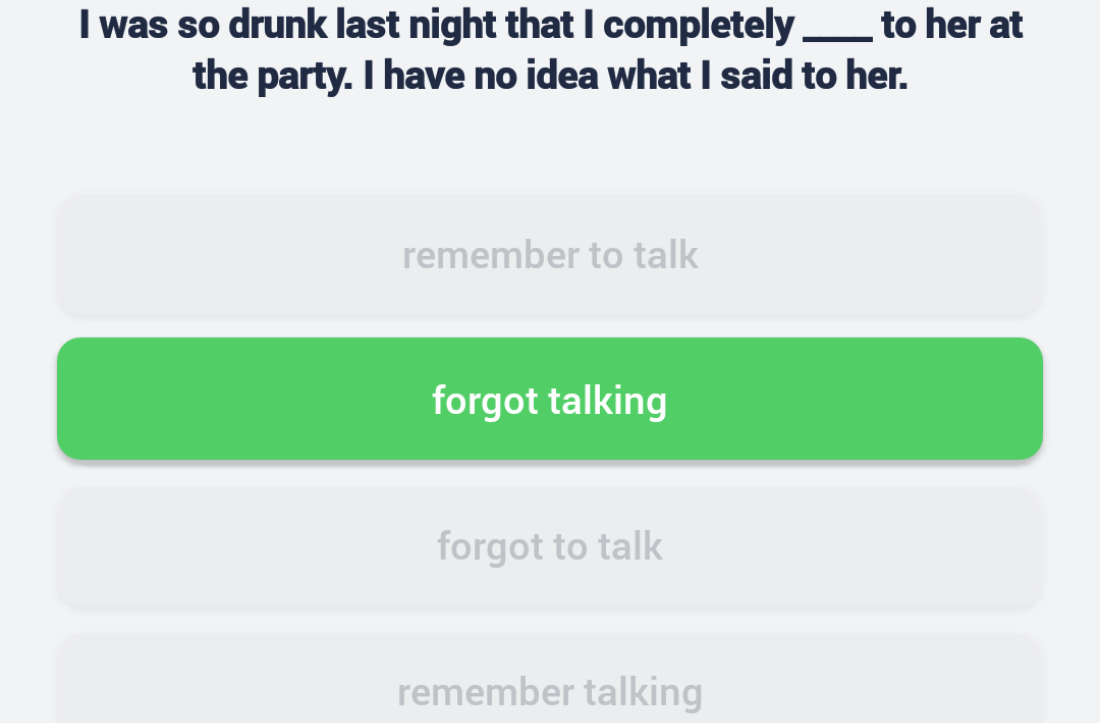 I was so drunk last night that I completely ____ to her at
the party. I have no idea what I said to her.
remember to talk
forgot talking
forgot to talk
remember talking